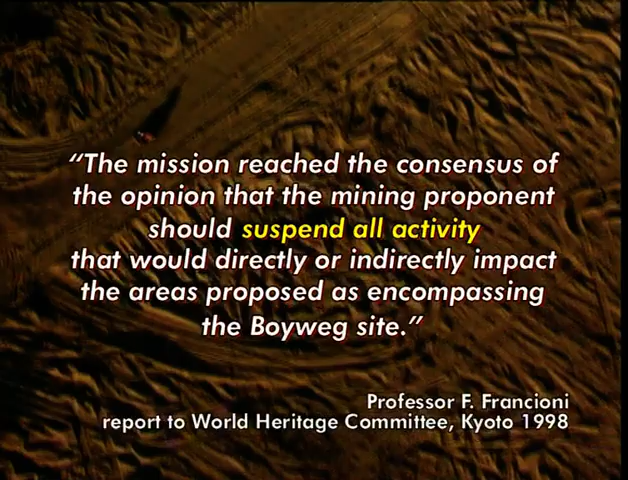 “The mission reached the consensus of
the opinion that the mining proponent
should suspend all activity
that would directly or indirectly impact
the areas proposed as encompassing
the Boyweg site.”
Professor F. Francioni
report to World Heritage Committee, Kyoto 1998